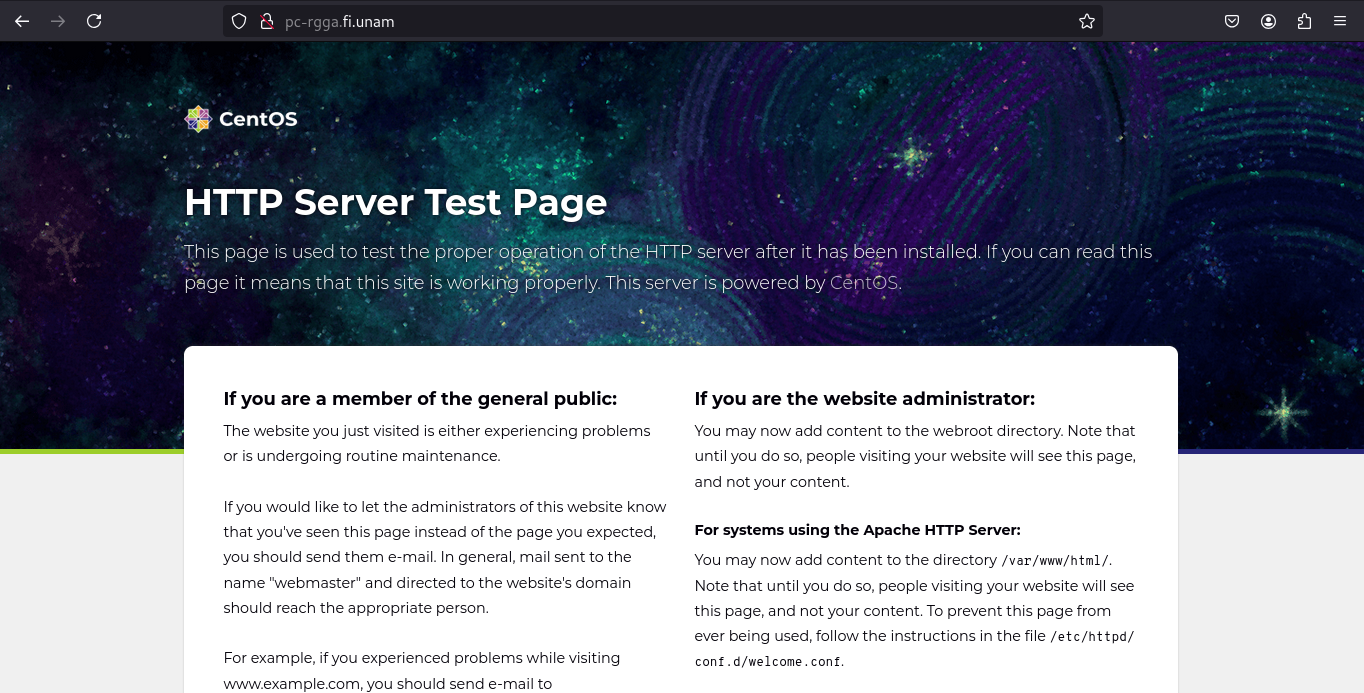 pc-rgga.fi.unam
CentOS
HTTP Server Test Page
This page is used to test the proper operation of the HTTP server after it has been installed. If you can read this
page it means that this site is working properly. This server is powered by CentOS.
If you are a member of the general public:
The website you just visited is either experiencing problems
or is undergoing routine maintenance.
If you would like to let the administrators of this website know
that you've seen this page instead of the page you expected,
you should send them e-mail. In general, mail sent to the
name "webmaster" and directed to the website's domain
should reach the appropriate person.
For example, if you experienced problems while visiting
www.example.com, you should send e-mail to
If you are the website administrator:
You may now add content to the webroot directory. Note that
until you do so, people visiting your website will see this page,
and not your content.
For systems using the Apache HTTP Server:
You may now add content to the directory /var/www/html/.
Note that until you do so, people visiting your website will see
this page, and not your content. To prevent this page from
ever being used, follow the instructions in the file /etc/httpd/
conf.d/welcome.conf.